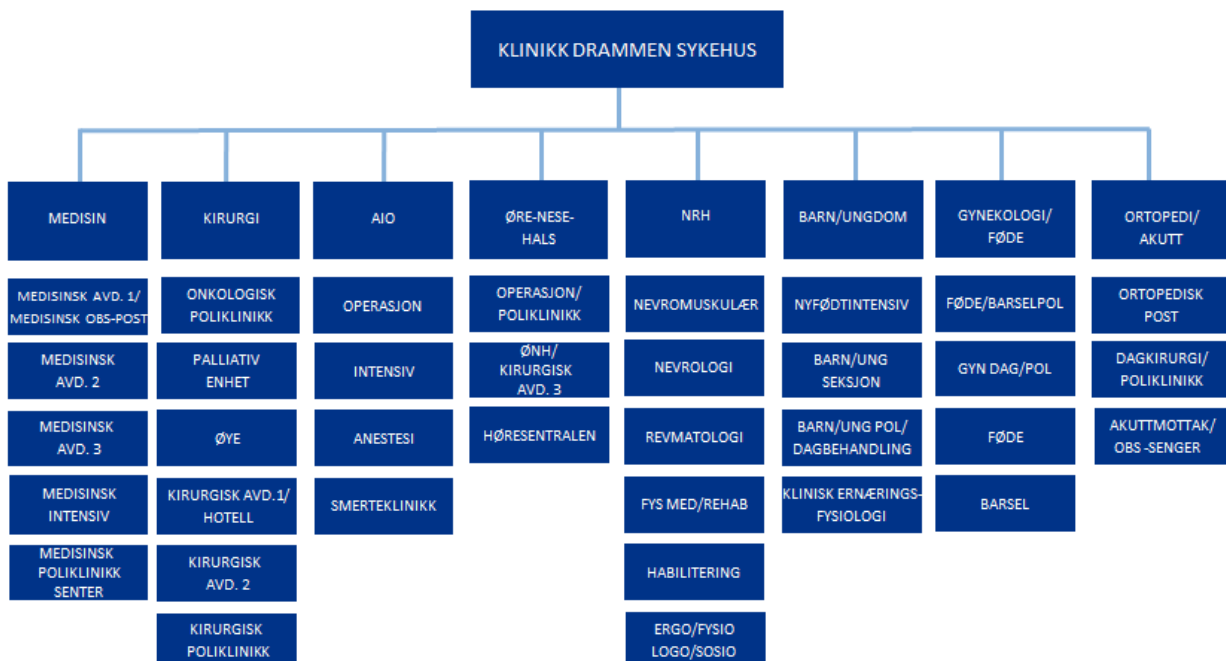 KLINIKK DRAMMEN SYKEHUS
MEDISIN
KIRURGI
AIO
ØRE-NESE-
HALS
NRH
BARN/UNGDOM
GYNEKOLOGI/
FØDE
ORTOPEDI/
AKUTT
MEDISINSK AVD. 1/
MEDISINSK OBS-POST
MEDISINSK
AVD. 2
MEDISINSK
AVD. 3
MEDISINSK
INTENSIV
MEDISINSK
POLIKLINIKK
SENTER
ONKOLOGISK
POLIKLINIKK
PALLIATIV
ENHET
ØYE
KIRURGISK AVD.1/
HOTELL
KIRURGISK
AVD. 2
KIRURGISK
POLIKLINIKK
OPERASJON
INTENSIV
ANESTESI
SMERTEKLINIKK
OPERASJON/
POLIKLINIKK
ØNH/
KIRURGISK
AVD. 3
HØRESENTRALEN
NEVROMUSKULÆR
NEVROLOGI
REVMATOLOGI
FYS MED/REHAB
HABILITERING
ERGO/FYSIO
LOGO/SOSIO
NYFØDTINTENSIV
BARN/UNG
SEKSJON
BARN/UNG POL/
DAGBEHANDLING
KLINISK ERNÆRINGS-
FYSIOLOGI
FØDE/BARSELPOL
GYN DAG/POL
FØDE
BARSEL
ORTOPEDISK
POST
DAGKIRURGI/
POLIKLINIKK
AKUTTMOTTAK/
OBS -SENGER